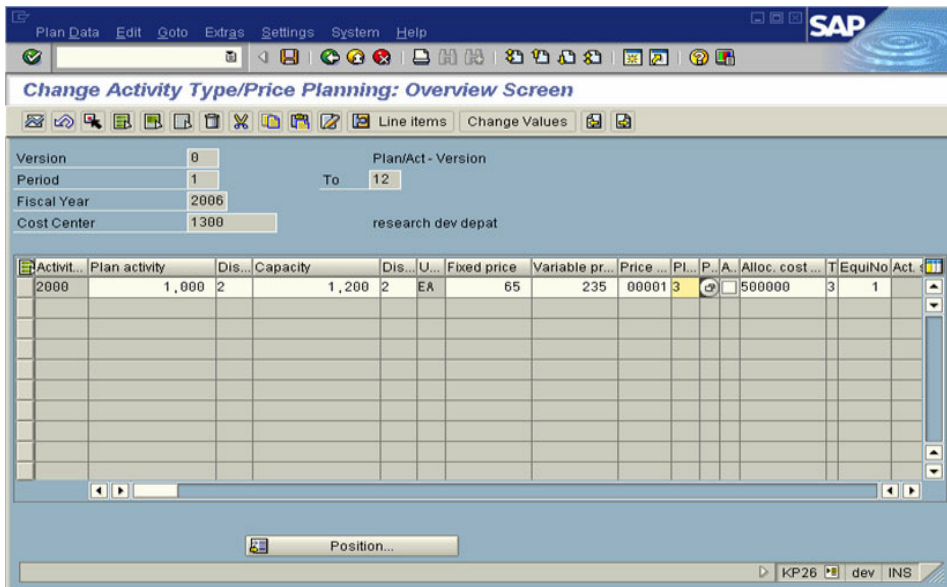 Plan Data Edit Goto Extras Settings System Help
SAP
Change Activity Type/Price Planning: Overview Screen
Line items Change Values
Version 0 Plan/Act - Version
Period 1 To 12
Fiscal Year 2006
Cost Center 1300 research dev depat
Activit... Plan activity Dis... Capacity Dis... U... Fixed price Variable pr... Price ... Pl... P.. A.. Alloc. cost ... T EquiNo Act. s
2000 1,000 2 1,200 2 EA 65 235 00001 3 500000 3 1
Position...
KP26 dev INS